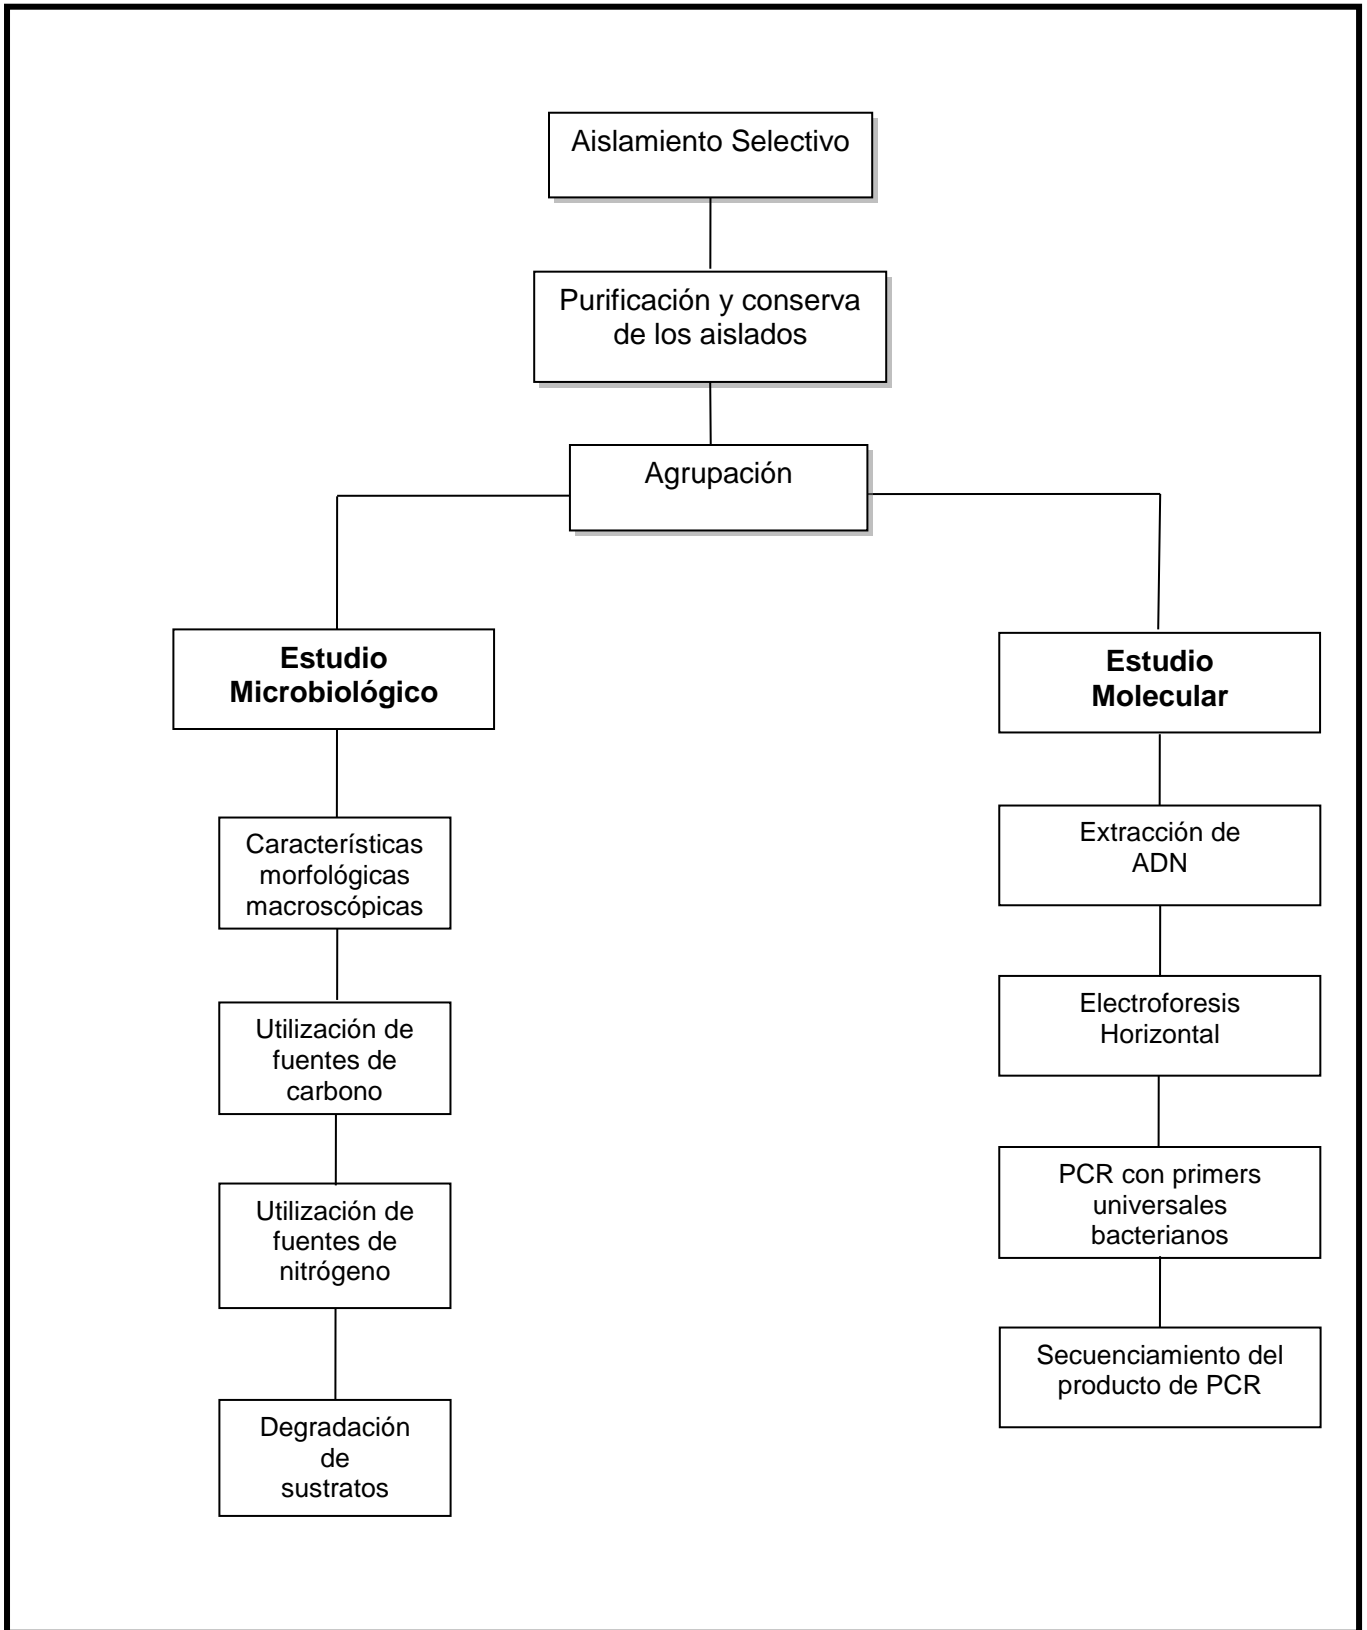 Aislamiento Selectivo
Purificación y conserva
de los aislados
Agrupación
Estudio
Microbiológico
Características
morfológicas
macroscópicas
Utilización de
fuentes de
carbono
Utilización de
fuentes de
nitrógeno
Degradación
de
sustratos
Estudio
Molecular
Extracción de
ADN
Electroforesis
Horizontal
PCR con primers
universales
bacterianos
Secuenciamiento del
producto de PCR